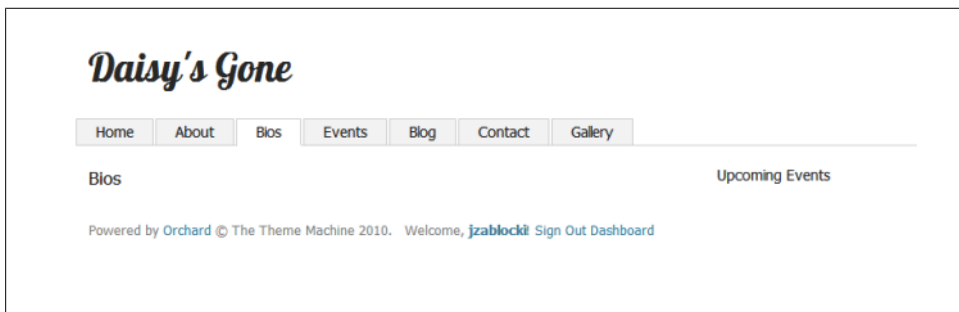 Daisy's Gone
Home About Bios Events Blog Contact Gallery
Bios
Upcoming Events
Powered by Orchard © The Theme Machine 2010. Welcome, jzablocki! Sign Out Dashboard